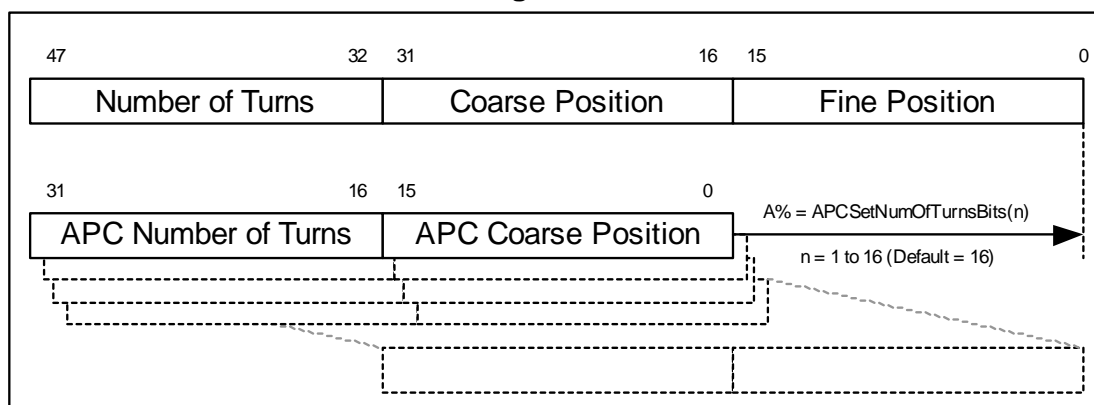 47 32 31 16 15 0
Number of Turns Coarse Position Fine Position
31 16 15 0
APC Number of Turns APC Coarse Position
A% = APCSetNumOfTurnsBits(n)
n = 1 to 16 (Default = 16)